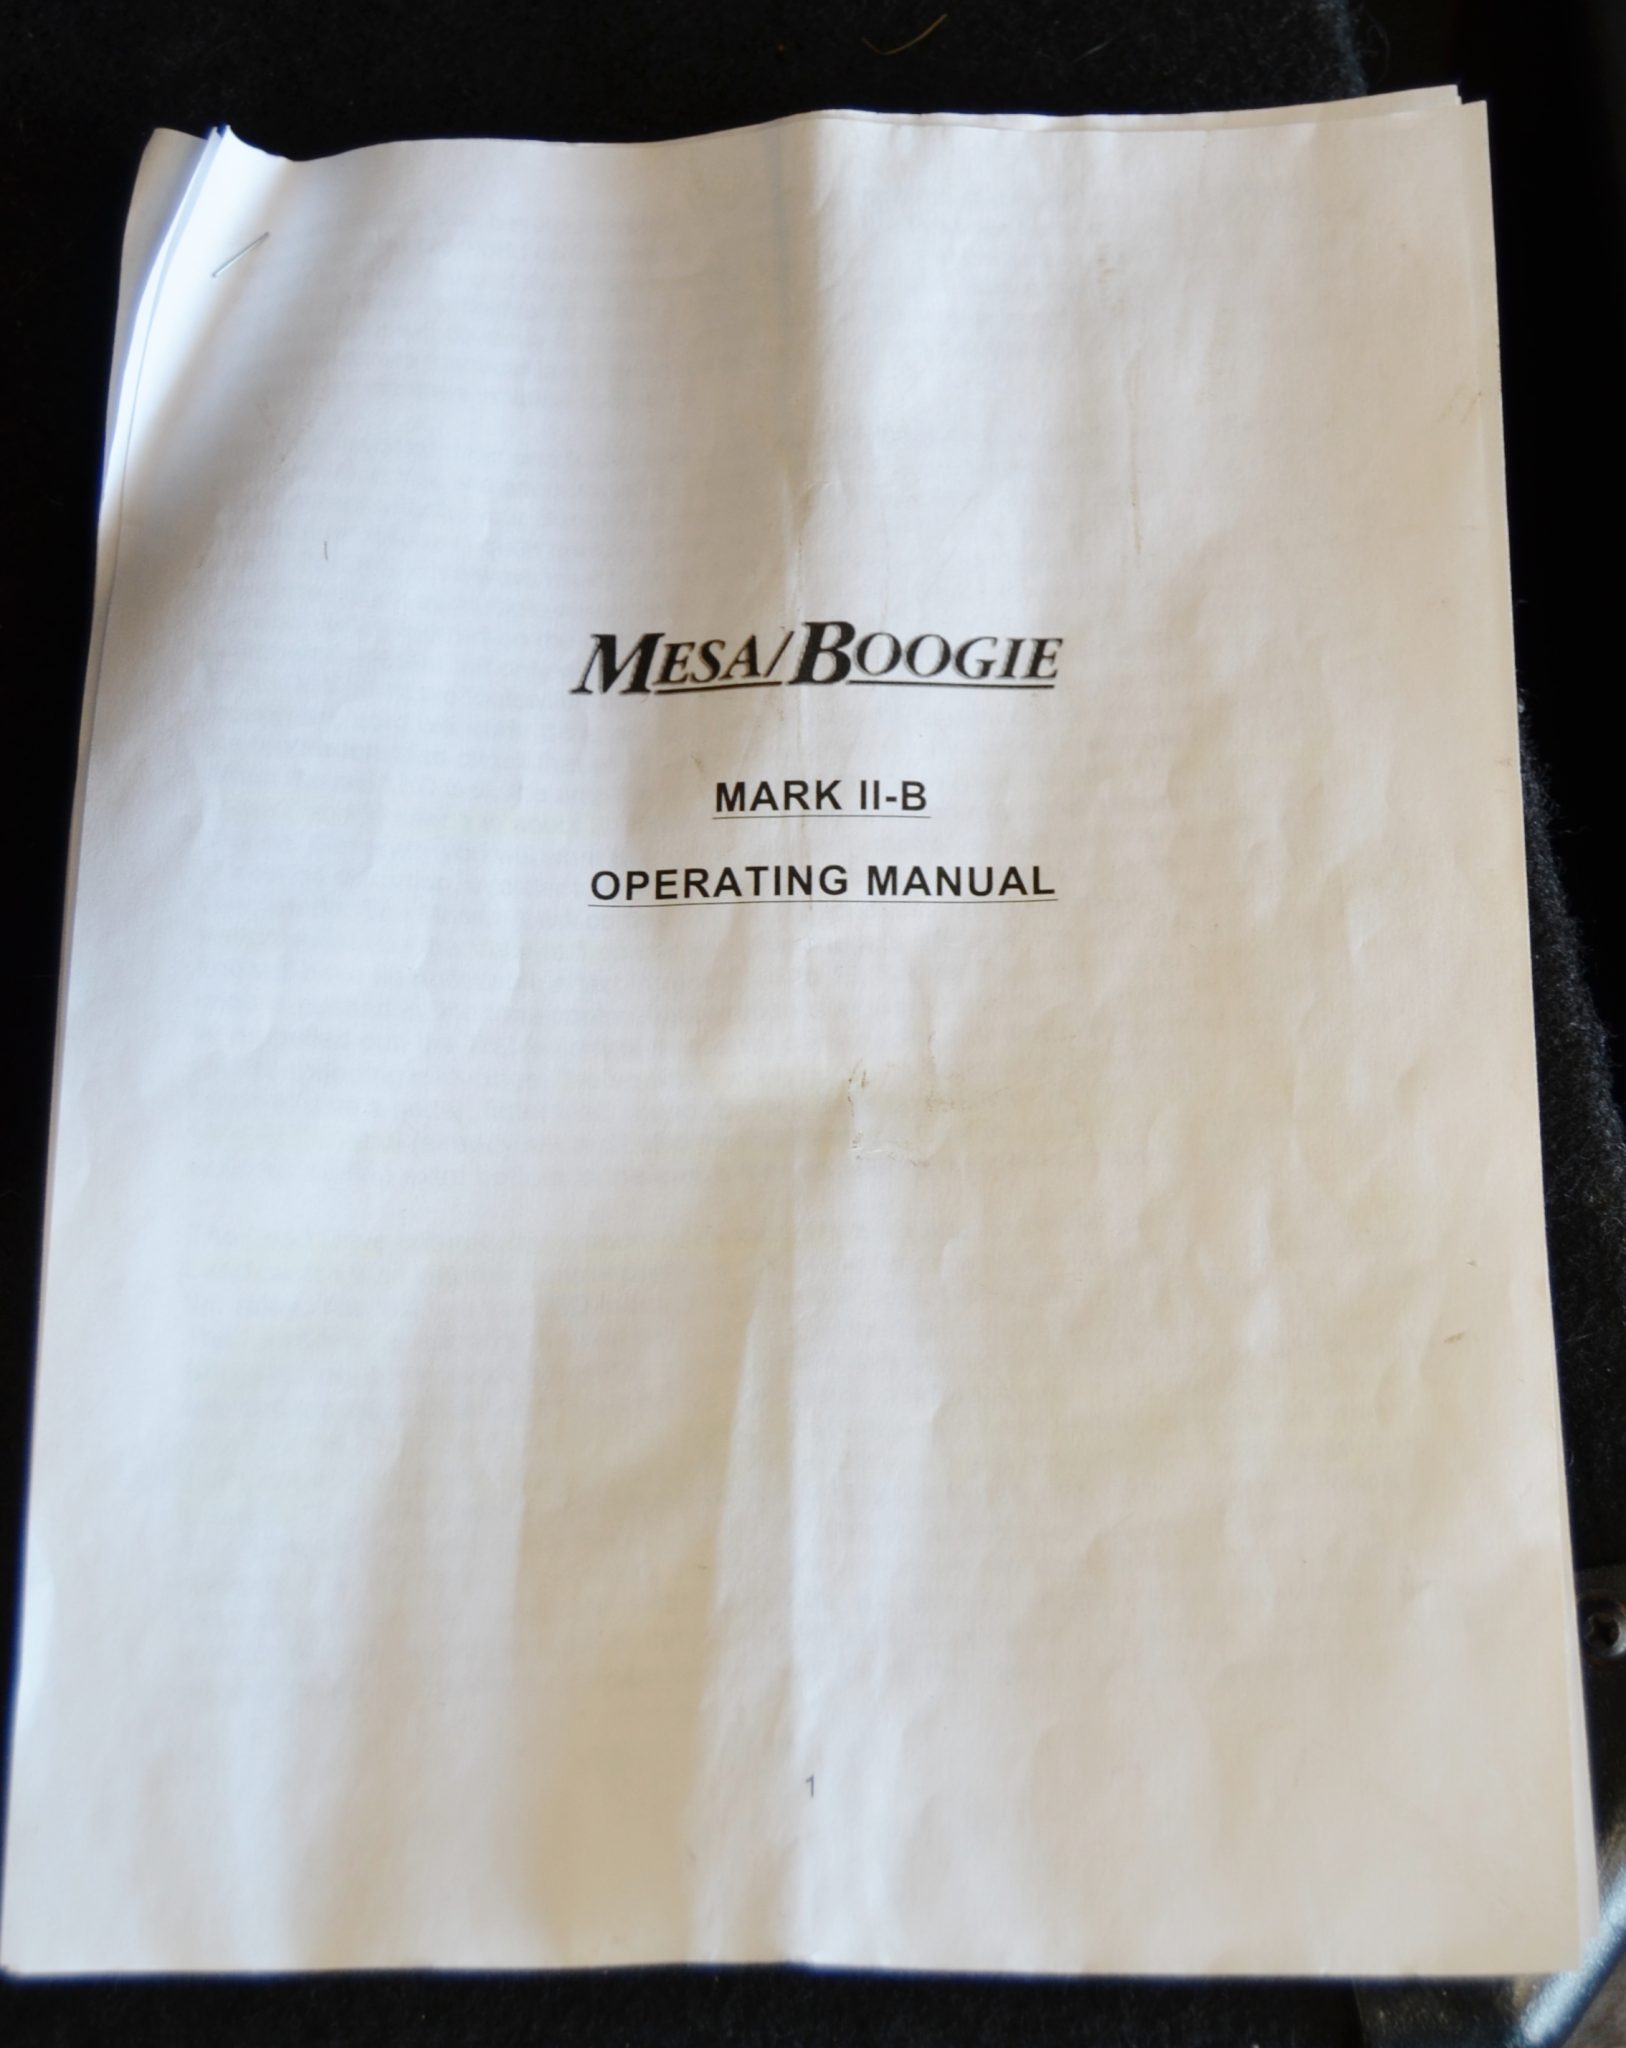 MESA/BOOGIE
MARK II-B
OPERATING MANUAL
1